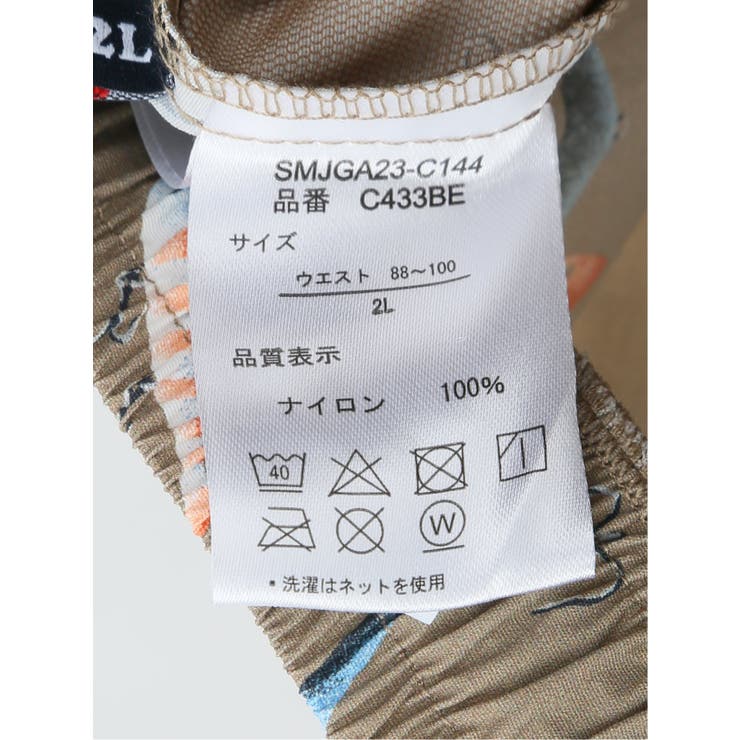 2L
SMJGA23-C144
品番 C433BE
サイズ
ウエスト 88～100
2L
品質表示
ナイロン 100%
40
W
* 洗濯はネットを使用